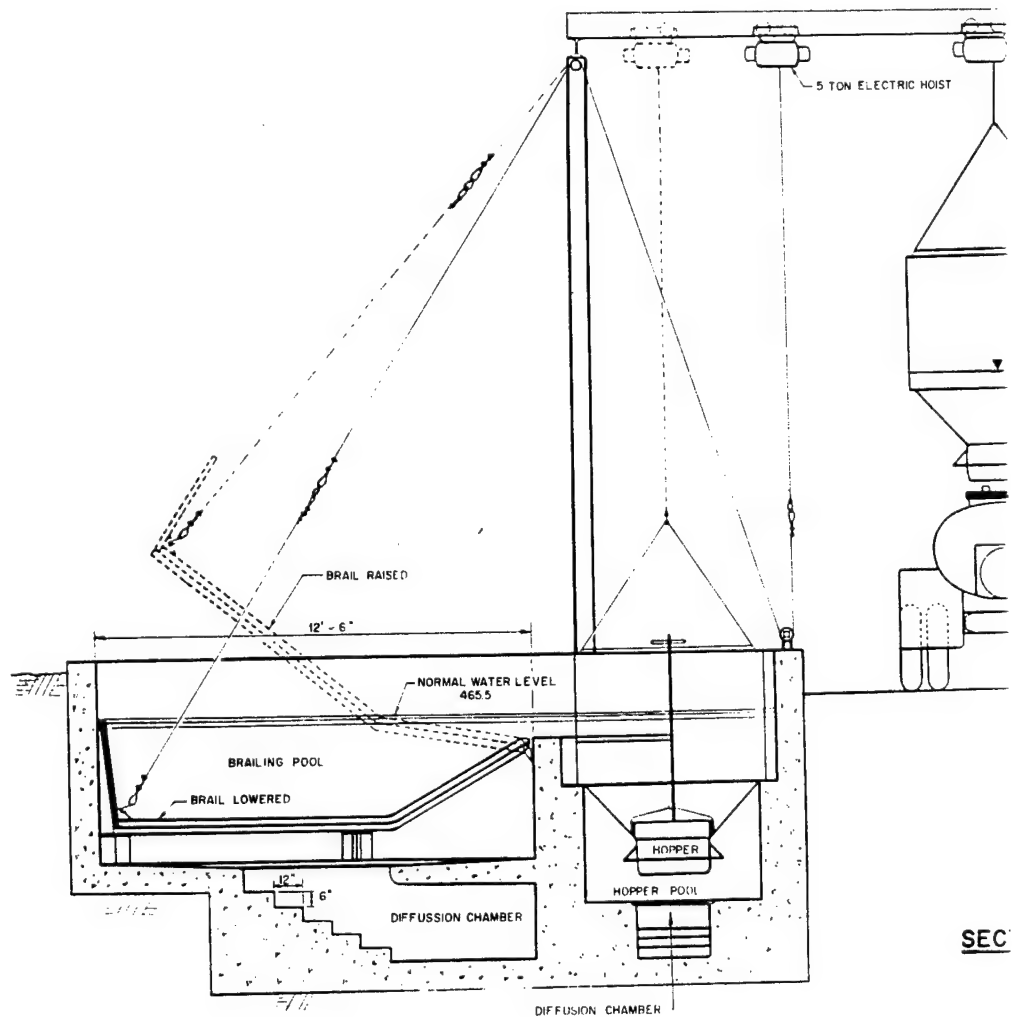 5 TON ELECTRIC HOIST
BRAIL RAISED
12' - 6"
NORMAL WATER LEVEL
465.5
BRAILING POOL
BRAIL LOWERED
HOPPER
12"
6"
HOPPER POOL
DIFFUSSION CHAMBER
SEC
DIFFUSION CHAMBER